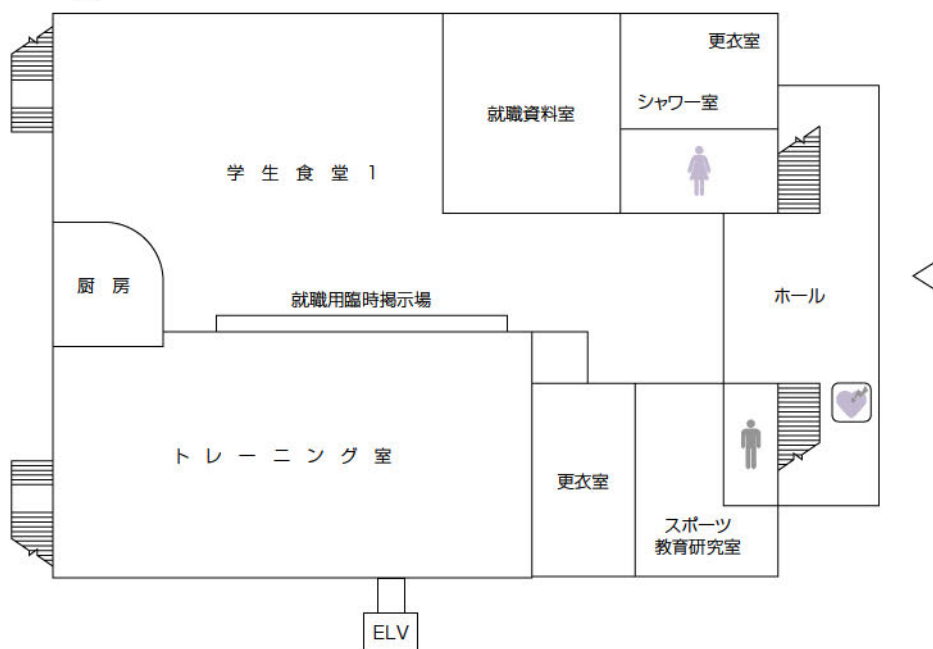 更衣室
シャワー室
就職資料室
学生食堂1
厨房
ホール
就職用臨時掲示場
トレーニング室
更衣室
スポーツ
教育研究室
ELV